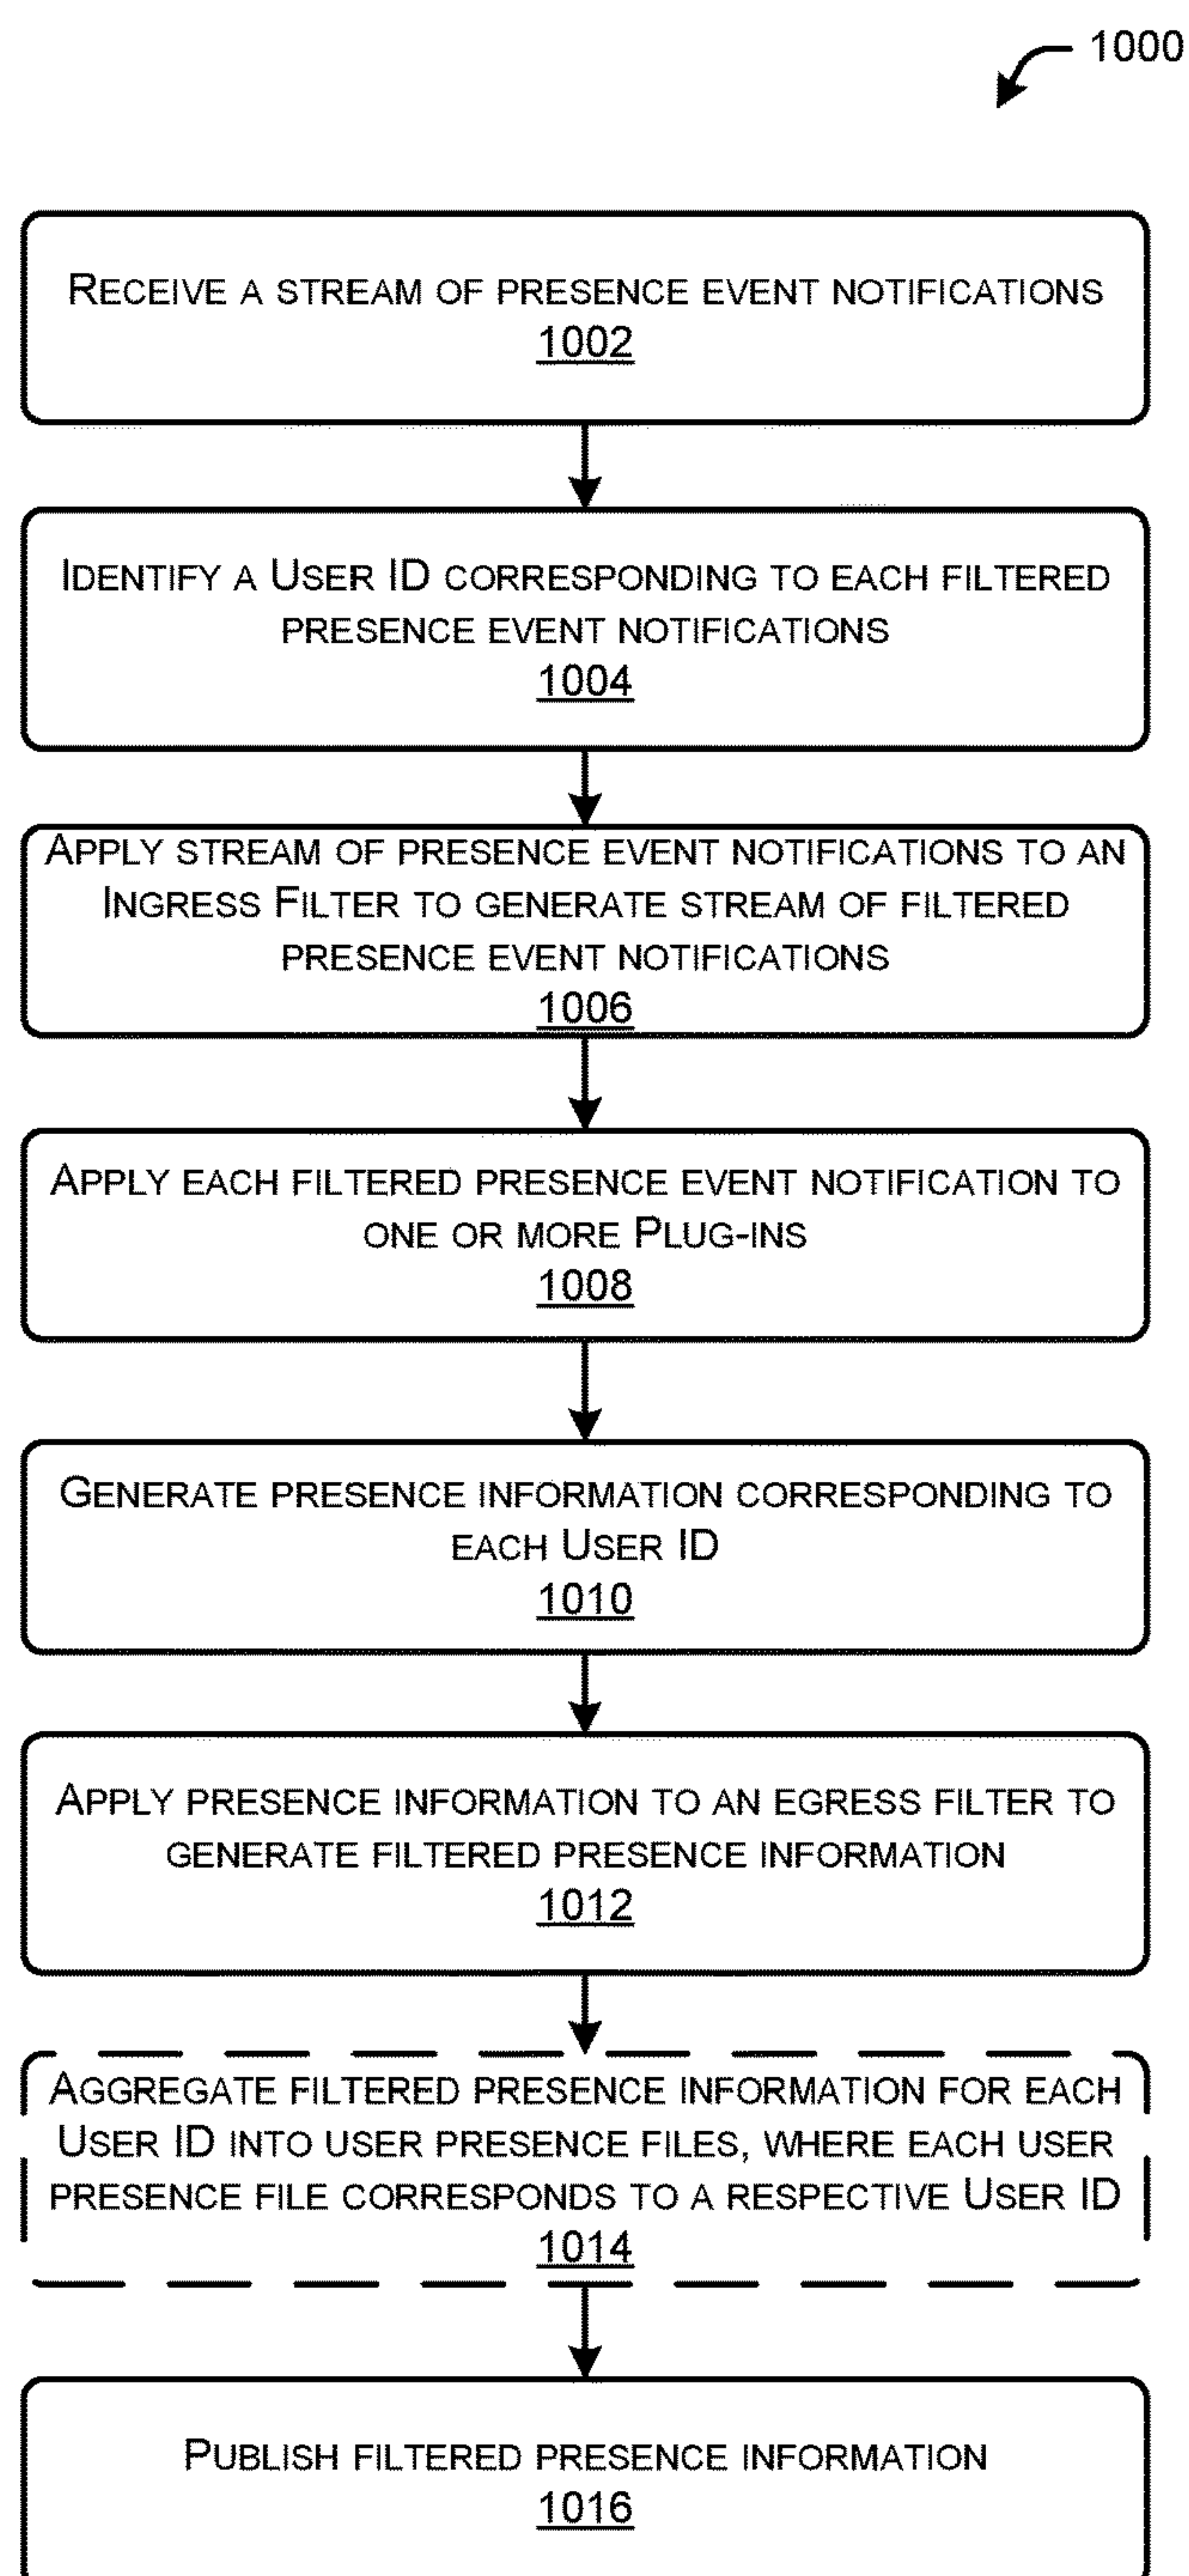 1000
RECEIVE A STREAM OF PRESENCE EVENT NOTIFICATIONS
1002
IDENTIFY A USER ID CORRESPONDING TO EACH FILTERED
PRESENCE EVENT NOTIFICATIONS
1004
APPLY STREAM OF PRESENCE EVENT NOTIFICATIONS TO AN
INGRESS FILTER TO GENERATE STREAM OF FILTERED
PRESENCE EVENT NOTIFICATIONS
1006
APPLY EACH FILTERED PRESENCE EVENT NOTIFICATION TO
ONE OR MORE PLUG-INS
1008
GENERATE PRESENCE INFORMATION CORRESPONDING TO
EACH USER ID
1010
APPLY PRESENCE INFORMATION TO AN EGRESS FILTER TO
GENERATE FILTERED PRESENCE INFORMATION
1012
AGGREGATE FILTERED PRESENCE INFORMATION FOR EACH
USER ID INTO USER PRESENCE FILES, WHERE EACH USER
PRESENCE FILE CORRESPONDS TO A RESPECTIVE USER ID
1014
PUBLISH FILTERED PRESENCE INFORMATION
1016